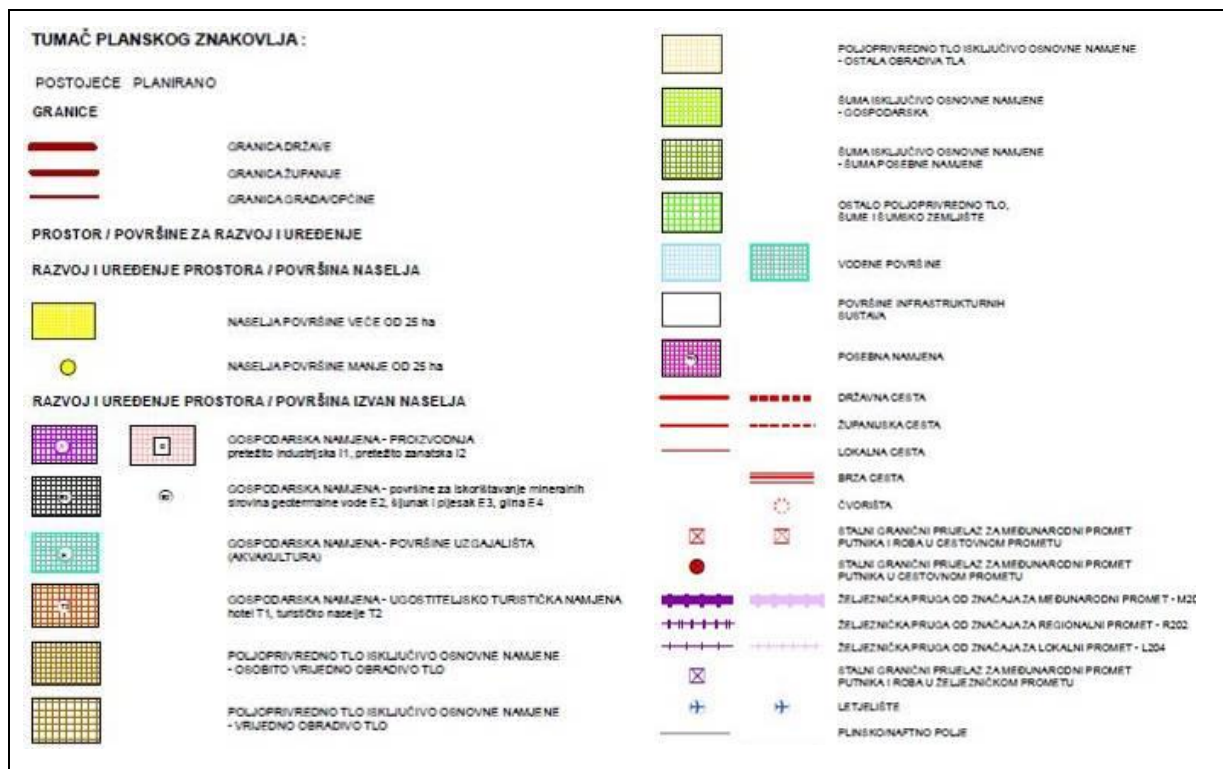 TUMAČ PLANSKOG ZNAKOVLJA :
POSTOJEĆE PLANIRANO
GRANICE
GRANICA DRŽAVE
GRANICA ŽUPANIJE
GRANICA GRADA/OPĆINE
PROSTOR / POVRŠINE ZA RAZVOJ I UREĐENJE
RAZVOJ I UREĐENJE PROSTORA / POVRŠINA NASELJA
NASELJA POVRŠINE VEĆE OD 25 ha
NASELJA POVRŠINE MANJE OD 25 ha
RAZVOJ I UREĐENJE PROSTORA / POVRŠINA IZVAN NASELJA
GOSPODARSKA NAMJENA - PROIZVODNJA
pretežito industrijska I1, pretežito zanatska I2
GOSPODARSKA NAMJENA - površine za iskorištavanje mineralnih
sirovina geotermalne vode E2, šljunak i pijesak E3, glina E4
GOSPODARSKA NAMJENA - POVRŠINE UZGAJALIŠTA
(AKVAKULTURA)
GOSPODARSKA NAMJENA - UGOSTITELJSKO TURISTIČKA NAMJENA
hotel T1, turističko naselje T2
POLJOPRIVREDNO TLO ISKLJUČIVO OSNOVNE NAMJENE
- OSOBITO VRIJEDNO OBRADIVO TLO
POLJOPRIVREDNO TLO ISKLJUČIVO OSNOVNE NAMJENE
- VRIJEDNO OBRADIVO TLO
POLJOPRIVREDNO TLO ISKLJUČIVO OSNOVNE NAMJENE
- OSTALA OBRADIVA TLA
ŠUMA ISKLJUČIVO OSNOVNE NAMJENE
- GOSPODARSKA
ŠUMA ISKLJUČIVO OSNOVNE NAMJENE
- ŠUMA POSEBNE NAMJENE
OSTALO POLJOPRIVREDNO TLO,
ŠUME I ŠUMSKO ZEMLJIŠTE
VODENE POVRŠINE
POVRŠINE INFRASTRUKTURNIH
SUSTAVA
POSEBNA NAMJENA
DRŽAVNA CESTA
ŽUPANIJSKA CESTA
LOKALNA CESTA
BRZA CESTA
ČVORIŠTA
STALNI GRANIČNI PRIJELAZ ZA MEĐUNARODNI PROMET
PUTNIKA I ROBA U CESTOVNOM PROMETU
STALNI GRANIČNI PRIJELAZ ZA MEĐUNARODNI PROMET
PUTNIKA U CESTOVNOM PROMETU
ŽELJEZNIČKA PRUGA OD ZNAČAJA ZA MEĐUNARODNI PROMET - M20
ŽELJEZNIČKA PRUGA OD ZNAČAJA ZA REGIONALNI PROMET - R202
ŽELJEZNIČKA PRUGA OD ZNAČAJA ZA LOKALNI PROMET - L204
STALNI GRANIČNI PRIJELAZ ZA MEĐUNARODNI PROMET
PUTNIKA I ROBA U ŽELJEZNIČKOM PROMETU
LETJELIŠTE
PLINSKO/NAFTNO POLJE